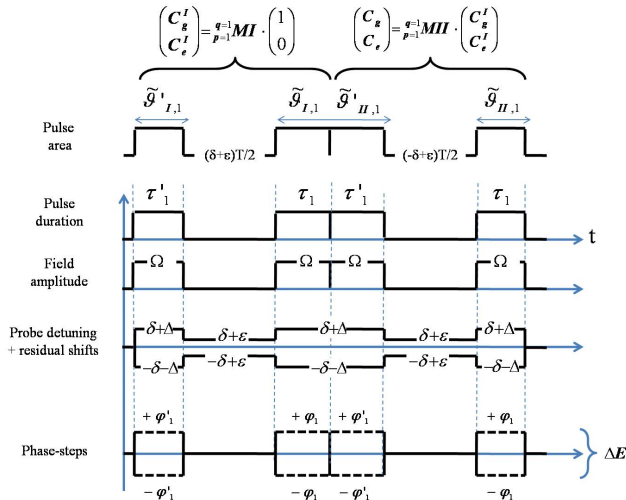 (C_g^I C_e^I) = ^{q=1}_{p=1}MI · (1 0)
(C_g C_e) = ^{q=1}_{p=1}MII · (C_g^I C_e^I)
ϑ̃'_{I,1} ϑ̃_{I,1} ϑ̃'_{II,1} ϑ̃_{II,1}
Pulse
area
(δ+ε)T/2 (-δ+ε)T/2
τ'_1 τ_1 τ'_1 τ_1
Pulse
duration
t
Ω Ω Ω Ω
Field
amplitude
Probe detuning
+ residual shifts
δ+Δ δ+ε δ+Δ δ+ε δ+Δ
-δ-Δ -δ+ε -δ-Δ -δ+ε -δ-Δ
+ φ'_1 + φ_1 + φ'_1 + φ_1
Phase-steps
ΔE
- φ'_1 - φ_1 - φ'_1 - φ_1